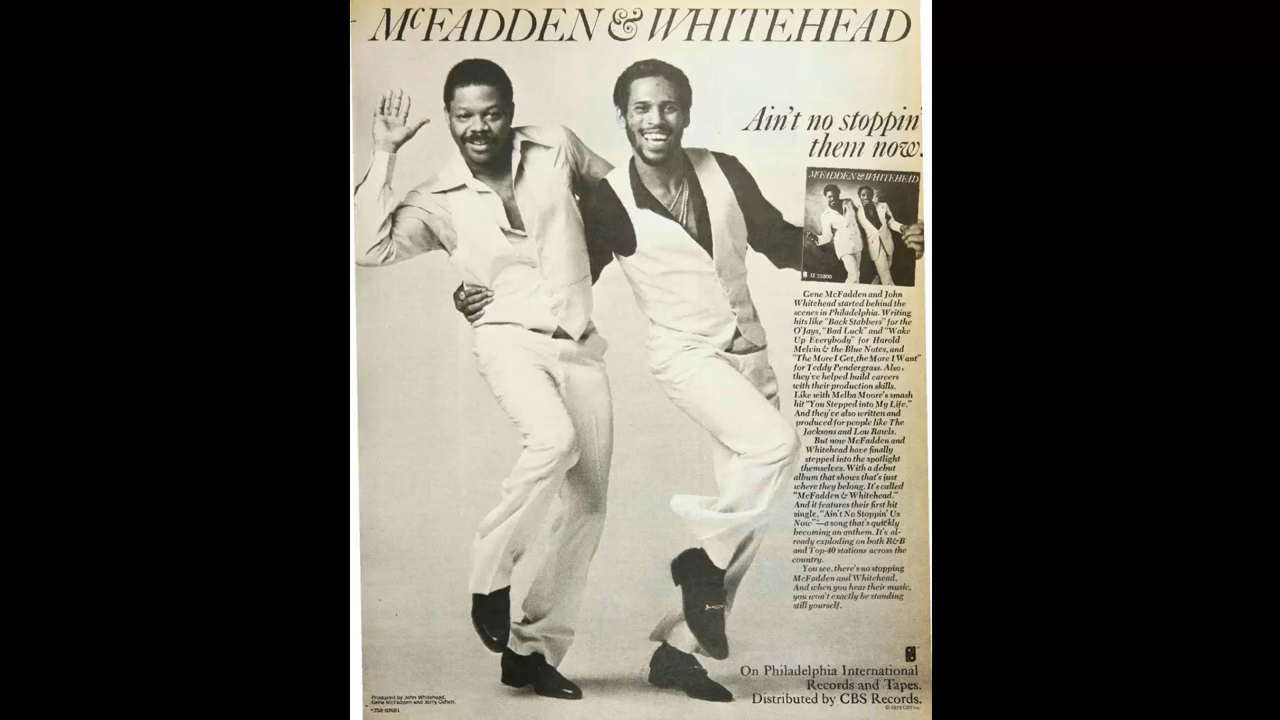 McFADDEN & WHITEHEAD
Ain't no stoppin'
them now.
McFADDEN & WHITEHEAD
JZ 35800
Gene McFadden and John
Whitehead started behind the
scenes in Philadelphia. Writing
hits like "Back Stabbers" for the
O'Jays, "Bad Luck" and "Wake
Up Everybody" for Harold
Melvin & the Blue Notes, and
"The More I Get, the More I Want"
for Teddy Pendergrass. Also,
they've helped build careers
with their production skills.
Like with Melba Moore's smash
hit "You Stepped into My Life."
And they've also written and
produced for people like The
Jacksons and Lou Rawls.
But now McFadden and
Whitehead have finally
stepped into the spotlight
themselves. With a debut
album that shows that's just
where they belong. It's called
"McFadden & Whitehead."
And it features their first hit
single, "Ain't No Stoppin' Us
Now"—a song that's quickly
becoming an anthem. It's al-
ready exploding on both R&B
and Top-40 stations across the
country.
You see, there's no stopping
McFadden and Whitehead.
And when you hear their music,
you won't exactly be standing
still yourself.
On Philadelphia International
Records and Tapes.
Distributed by CBS Records.
© 1979 CBS Inc.
Produced by John Whitehead,
Gene McFadden and Jerry Cohen.